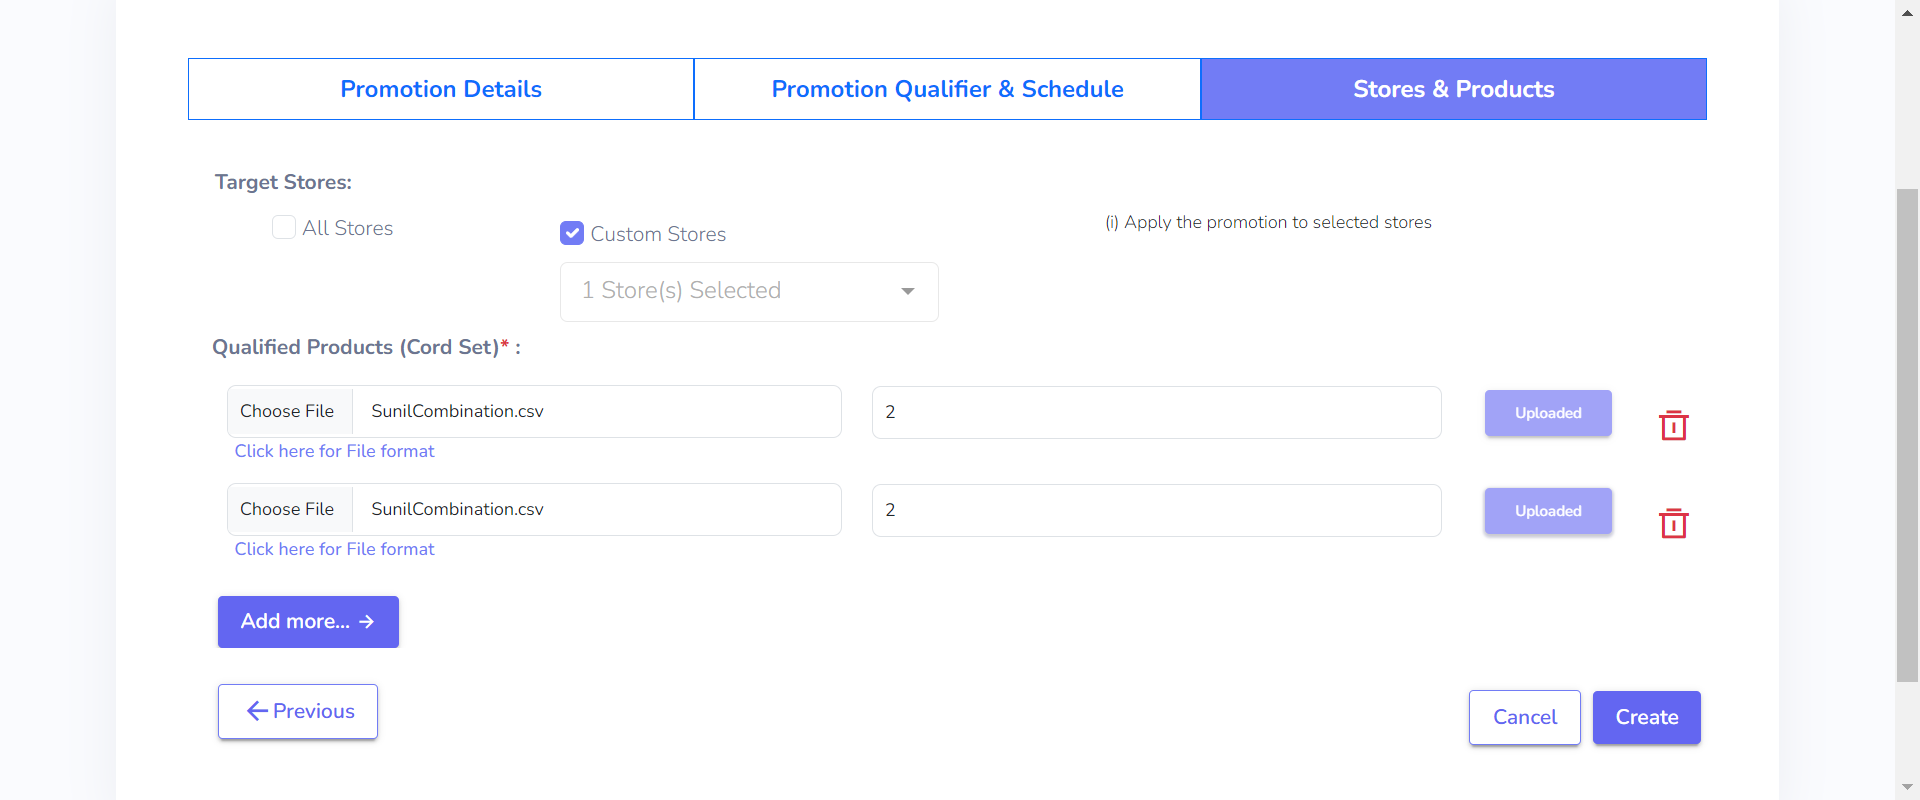 Promotion Details
Promotion Qualifier & Schedule
Stores & Products
Target Stores:
All Stores
Custom Stores
(i) Apply the promotion to selected stores
1 Store(s) Selected
Qualified Products (Cord Set)* :
Choose File SunilCombination.csv
2
Uploaded
Click here for File format
Choose File SunilCombination.csv
2
Uploaded
Click here for File format
Add more... →
← Previous
Cancel
Create